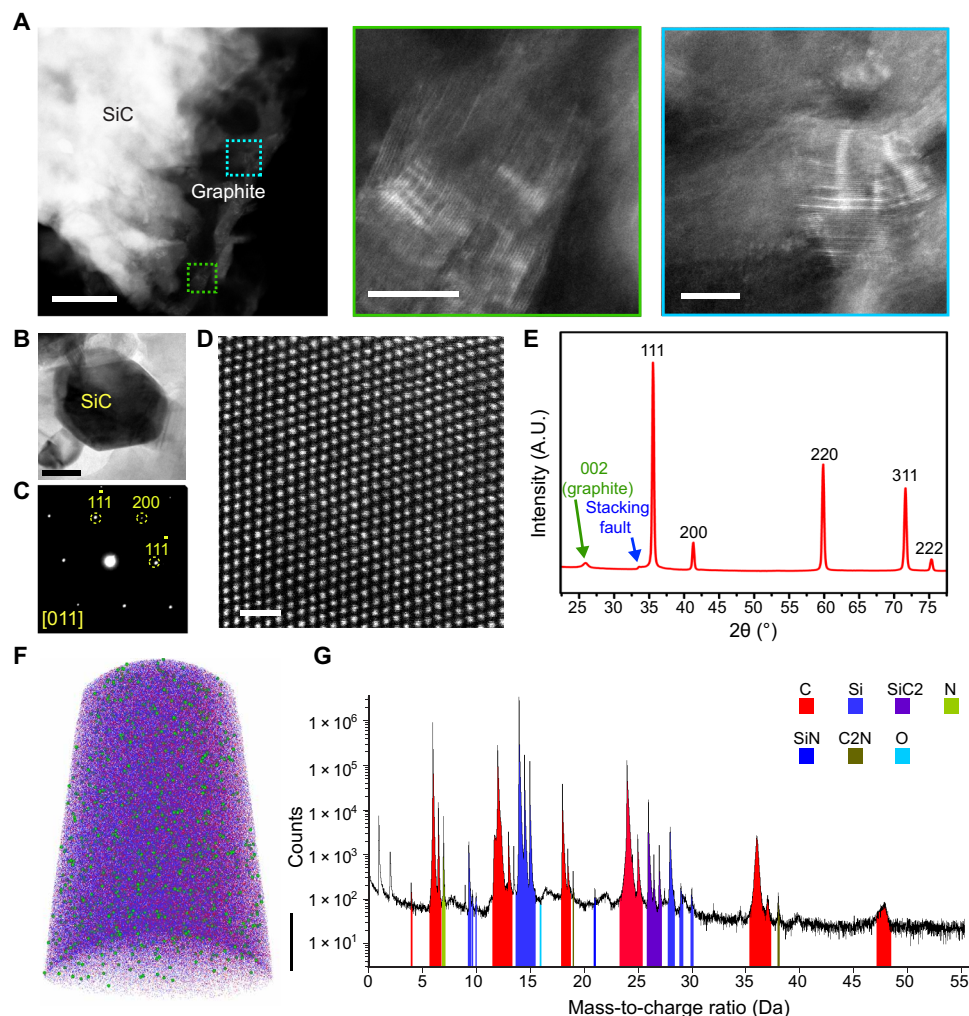 A
SiC
Graphite
B
SiC
C
111
200
111
[011]
D
E
Intensity (A.U.)
002
(graphite)
Stacking
fault
111
200
220
311
222
25 30 35 40 45 50 55 60 65 70 75
2θ (°)
F
G
Counts
1 × 10⁶
1 × 10⁵
1 × 10⁴
1 × 10³
1 × 10²
1 × 10¹
0 5 10 15 20 25 30 35 40 45 50 55
Mass-to-charge ratio (Da)
C Si SiC2 N
SiN C2N O